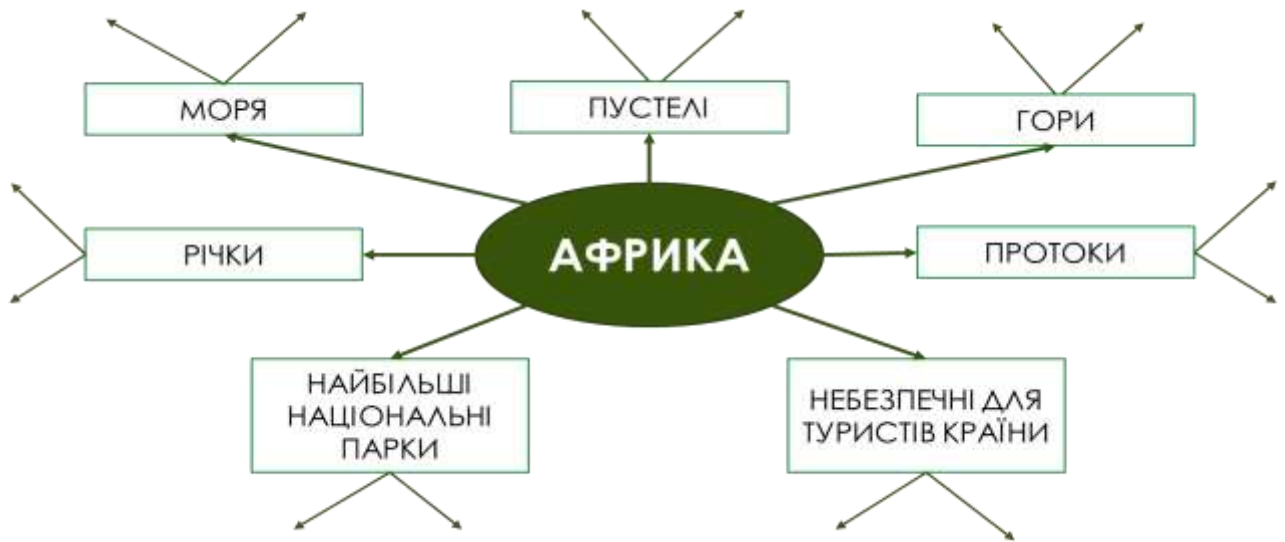 МОРЯ
ПУСТЕЛІ
ГОРИ
РІЧКИ
АФРИКА
ПРОТОКИ
НАЙБІЛЬШІ
НАЦІОНАЛЬНІ
ПАРКИ
НЕБЕЗПЕЧНІ ДЛЯ
ТУРИСТІВ КРАЇНИ